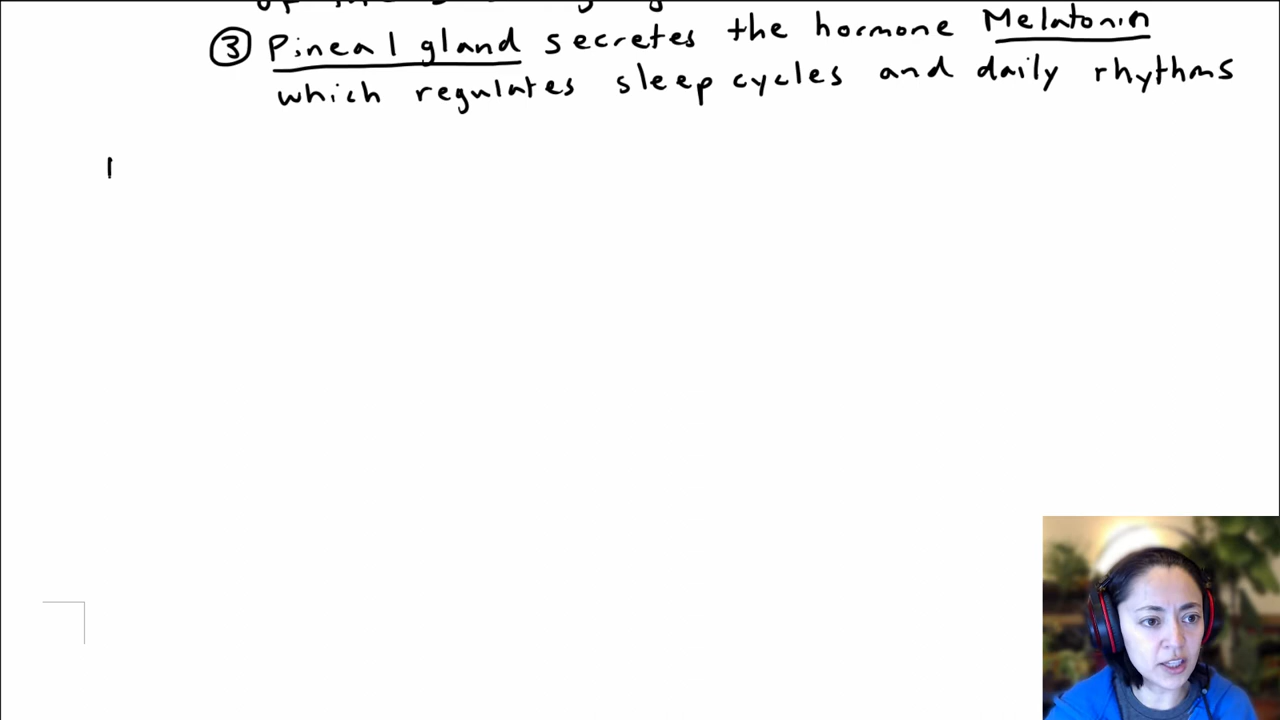 ③ Pineal gland secretes the hormone Melatonin
which regulates sleep cycles and daily rhythms